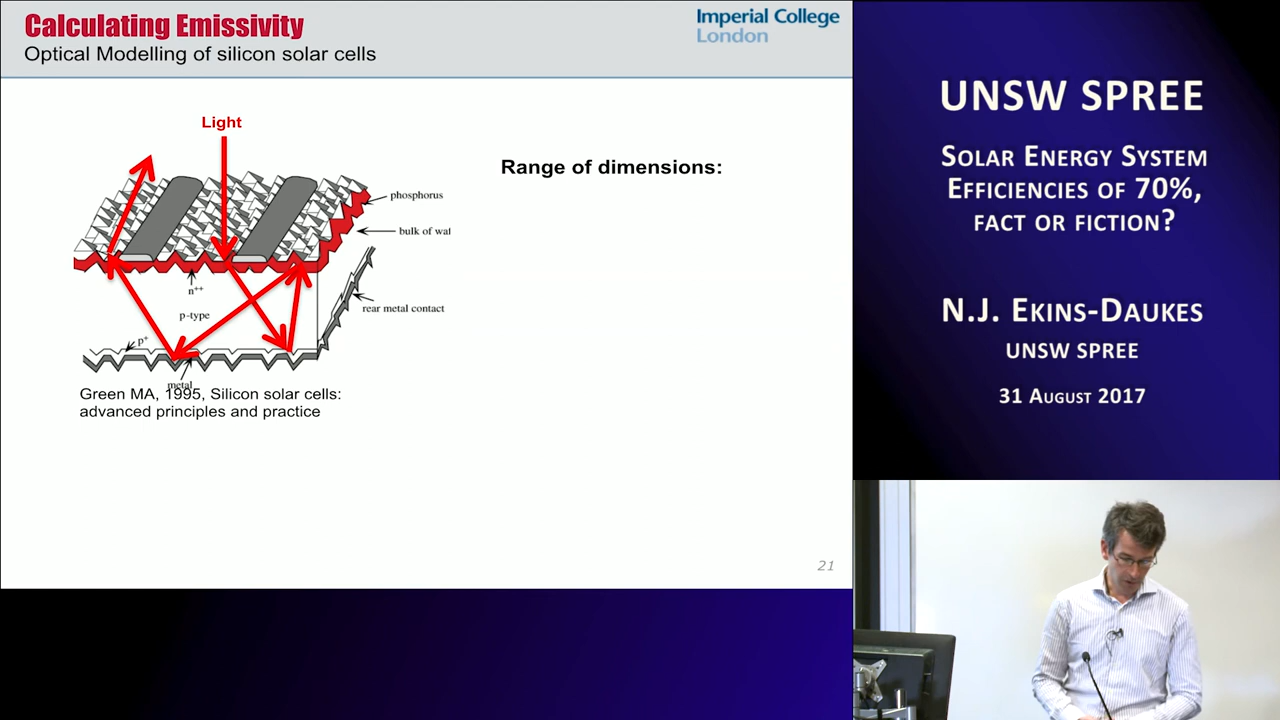 Calculating Emissivity
Optical Modelling of silicon solar cells
Imperial College
London
Light
Range of dimensions:
phosphorus
bulk of waf
n++
p-type
rear metal contact
p+
metal
Green MA, 1995, Silicon solar cells:
advanced principles and practice
21
UNSW SPREE
SOLAR ENERGY SYSTEM
EFFICIENCIES OF 70%,
FACT OR FICTION?
N.J. EKINS-DAUKES
UNSW SPREE
31 AUGUST 2017